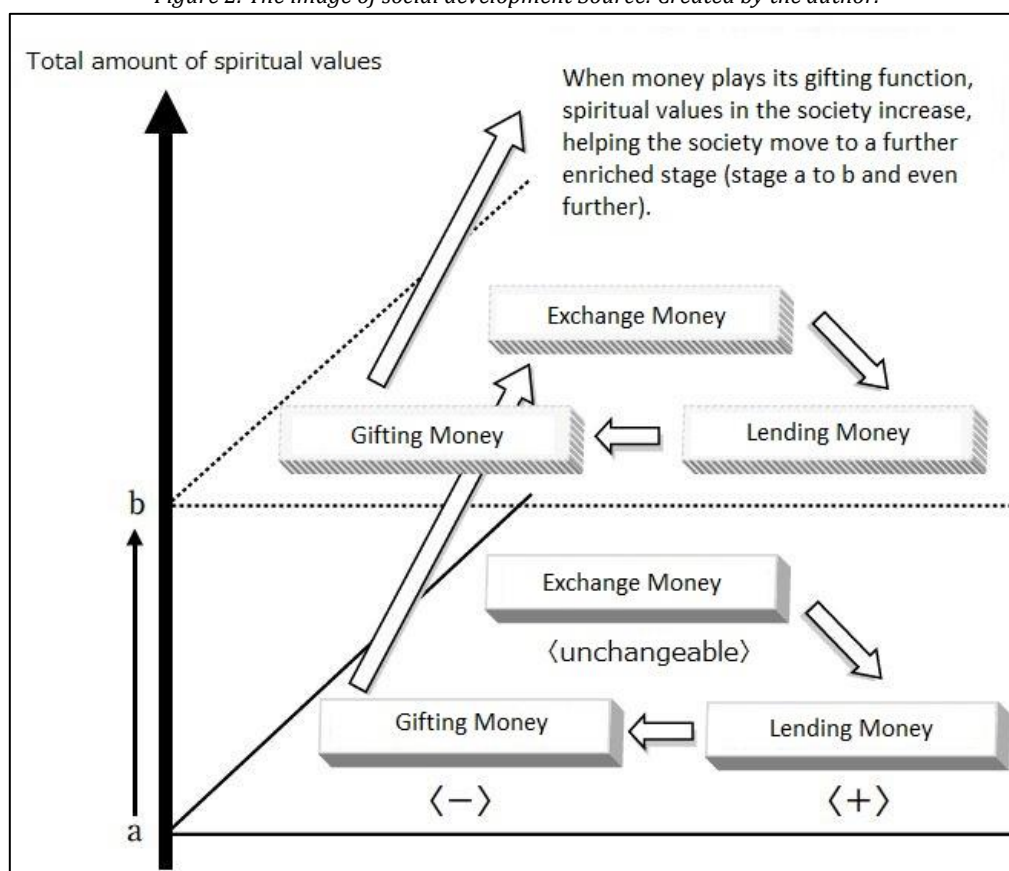 Figure 2. The image of social development Source: Created by the author.
Total amount of spiritual values
When money plays its gifting function,
spiritual values in the society increase,
helping the society move to a further
enriched stage (stage a to b and even
further).
Exchange Money
Gifting Money
Lending Money
b
Exchange Money
〈unchangeable〉
Gifting Money
Lending Money
〈−〉
〈+〉
a